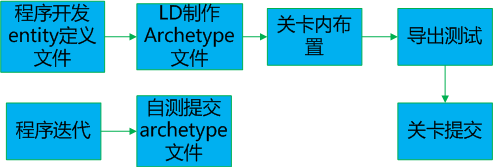 程序开发
entity定义
文件
LD制作
Archetype
文件
关卡内布
置
导出测试
程序迭代
自测提交
archetype
文件
关卡提交